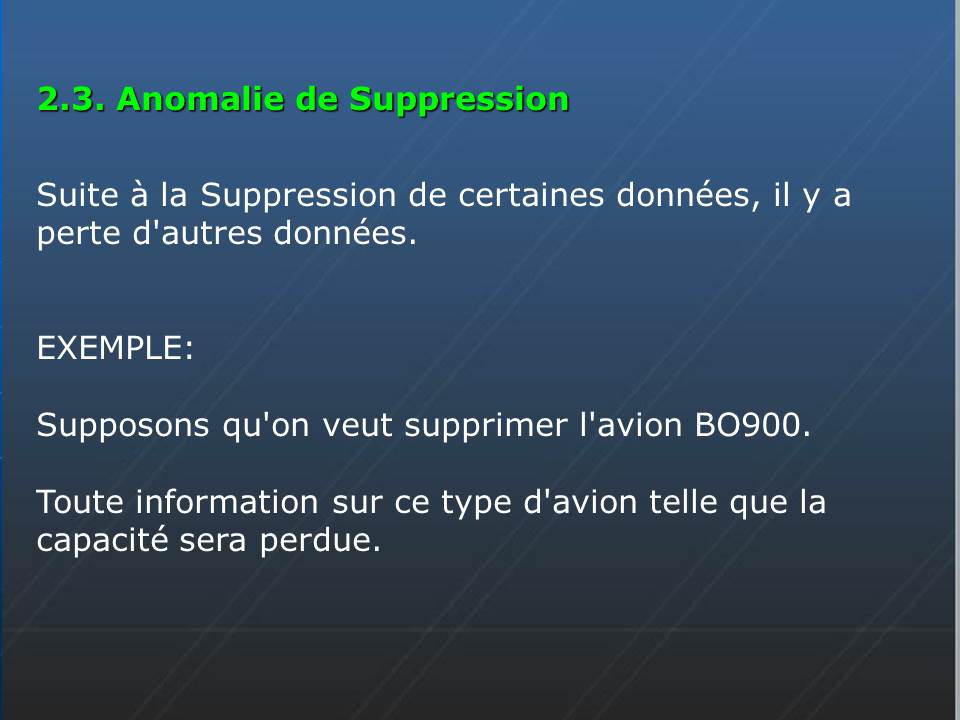 2.3. Anomalie de Suppression
Suite à la Suppression de certaines données, il y a
perte d'autres données.
EXEMPLE:
Supposons qu'on veut supprimer l'avion BO900.
Toute information sur ce type d'avion telle que la
capacité sera perdue.